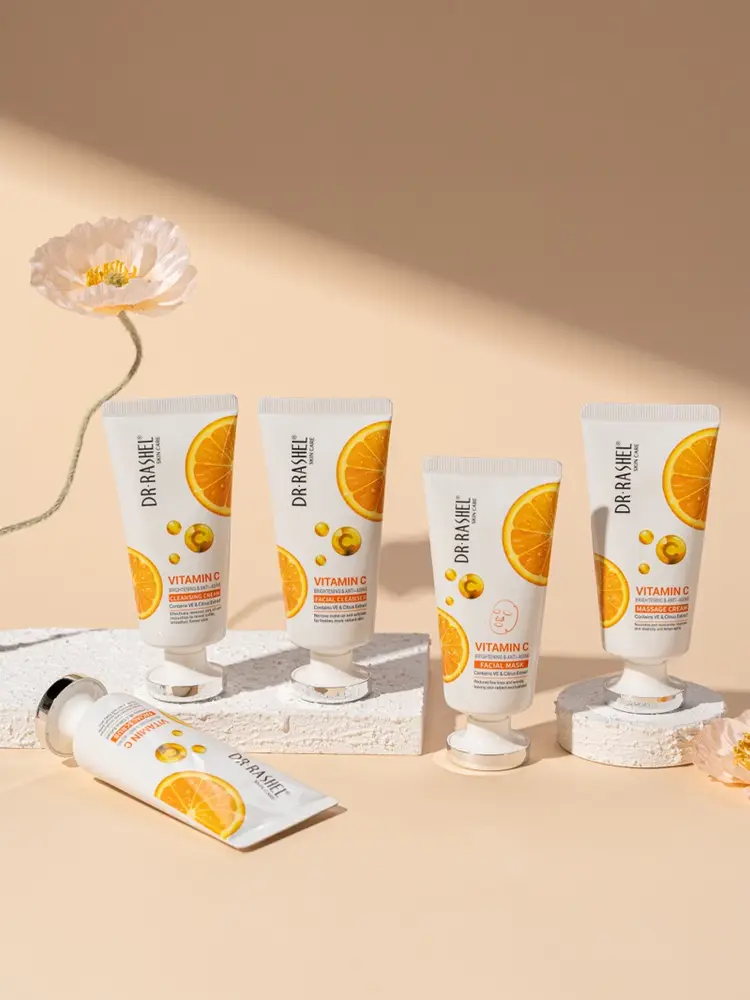 DR·RASHEL®
SKIN CARE
C
VITAMIN C
BRIGHTENING & ANTI-AGING
CLEANSING CREAM
Contains VE & Citrus Extract
DR·RASHEL®
SKIN CARE
C
VITAMIN C
BRIGHTENING & ANTI-AGING
FACIAL CLEANSER
Contains VE & Citrus Extract
DR·RASHEL®
SKIN CARE
C
VITAMIN C
BRIGHTENING & ANTI-AGING
FACIAL MASK
Contains VE & Citrus Extract
DR·RASHEL®
SKIN CARE
C
VITAMIN C
BRIGHTENING & ANTI-AGING
MASSAGE CREAM
Contains VE & Citrus Extract
DR·RASHEL®
SKIN CARE
C
VITAMIN C